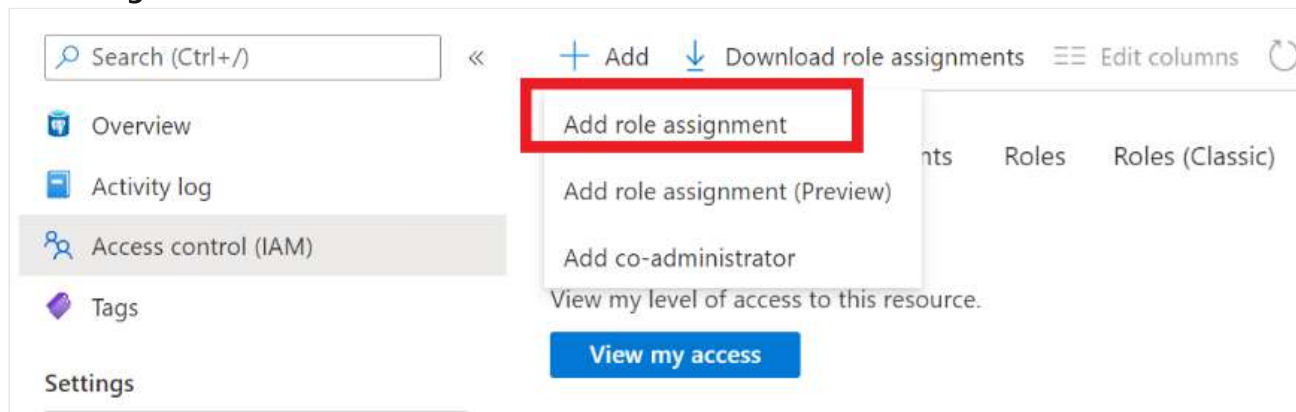 Search (Ctrl+/)
«
+ Add
Download role assignments
Edit columns
Overview
Activity log
Access control (IAM)
Tags
Settings
Add role assignment
Add role assignment (Preview)
Add co-administrator
Roles
Roles (Classic)
View my level of access to this resource.
View my access